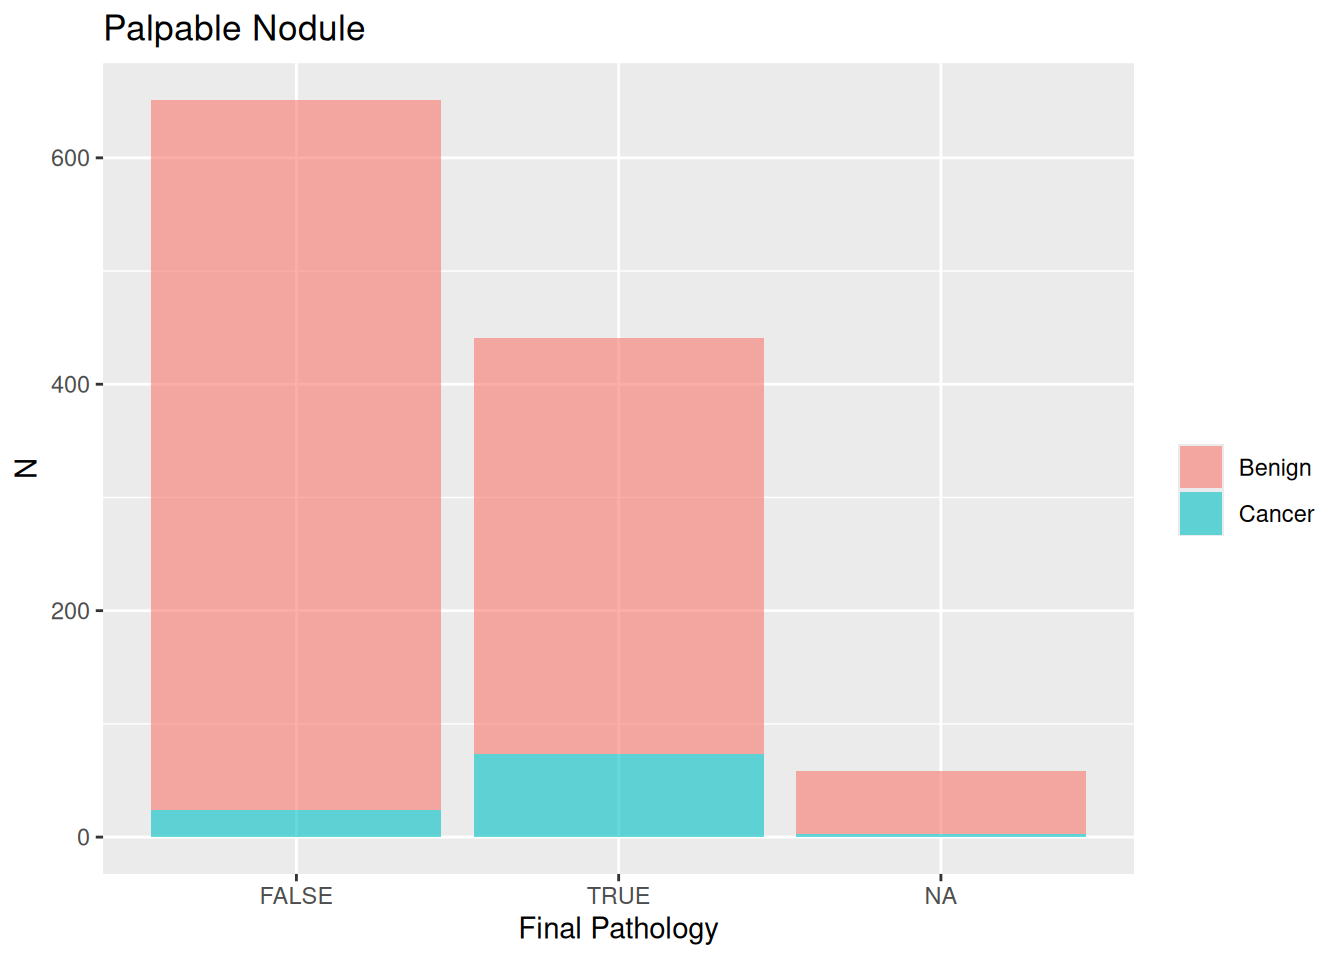 Palpable Nodule
600
400
200
0
N
FALSE
TRUE
NA
Final Pathology
Benign
Cancer